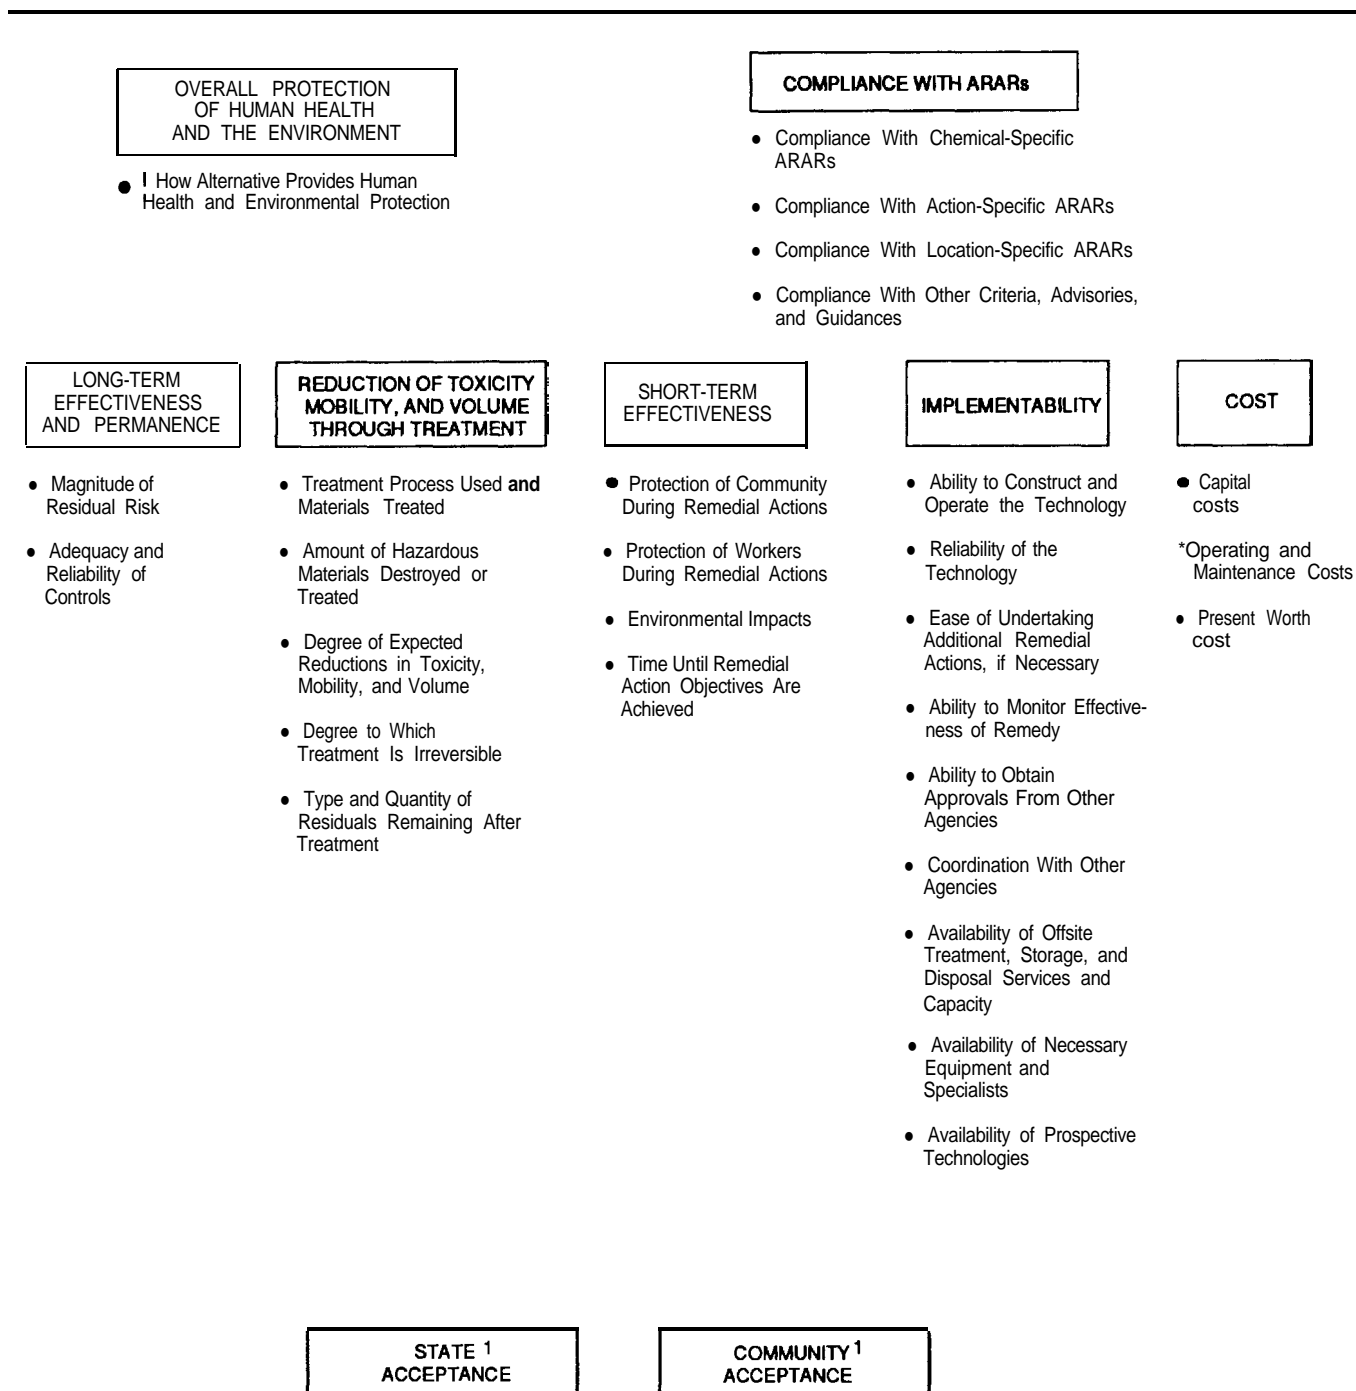 OVERALL PROTECTION
OF HUMAN HEALTH
AND THE ENVIRONMENT
● l How Alternative Provides Human
Health and Environmental Protection
COMPLIANCE WITH ARARs
● Compliance With Chemical-Specific
ARARs
● Compliance With Action-Specific ARARs
● Compliance With Location-Specific ARARs
● Compliance With Other Criteria, Advisories,
and Guidances
LONG-TERM
EFFECTIVENESS
AND PERMANENCE
● Magnitude of
Residual Risk
● Adequacy and
Reliability of
Controls
REDUCTION OF TOXICITY
MOBILITY, AND VOLUME
THROUGH TREATMENT
● Treatment Process Used and
Materials Treated
● Amount of Hazardous
Materials Destroyed or
Treated
● Degree of Expected
Reductions in Toxicity,
Mobility, and Volume
● Degree to Which
Treatment Is Irreversible
● Type and Quantity of
Residuals Remaining After
Treatment
SHORT-TERM
EFFECTIVENESS
● Protection of Community
During Remedial Actions
● Protection of Workers
During Remedial Actions
● Environmental Impacts
● Time Until Remedial
Action Objectives Are
Achieved
IMPLEMENTABILITY
● Ability to Construct and
Operate the Technology
● Reliability of the
Technology
● Ease of Undertaking
Additional Remedial
Actions, if Necessary
● Ability to Monitor Effective-
ness of Remedy
● Ability to Obtain
Approvals From Other
Agencies
● Coordination With Other
Agencies
● Availability of Offsite
Treatment, Storage, and
Disposal Services and
Capacity
● Availability of Necessary
Equipment and
Specialists
● Availability of Prospective
Technologies
COST
● Capital
costs
*Operating and
Maintenance Costs
● Present Worth
cost
STATE 1
ACCEPTANCE
COMMUNITY 1
ACCEPTANCE